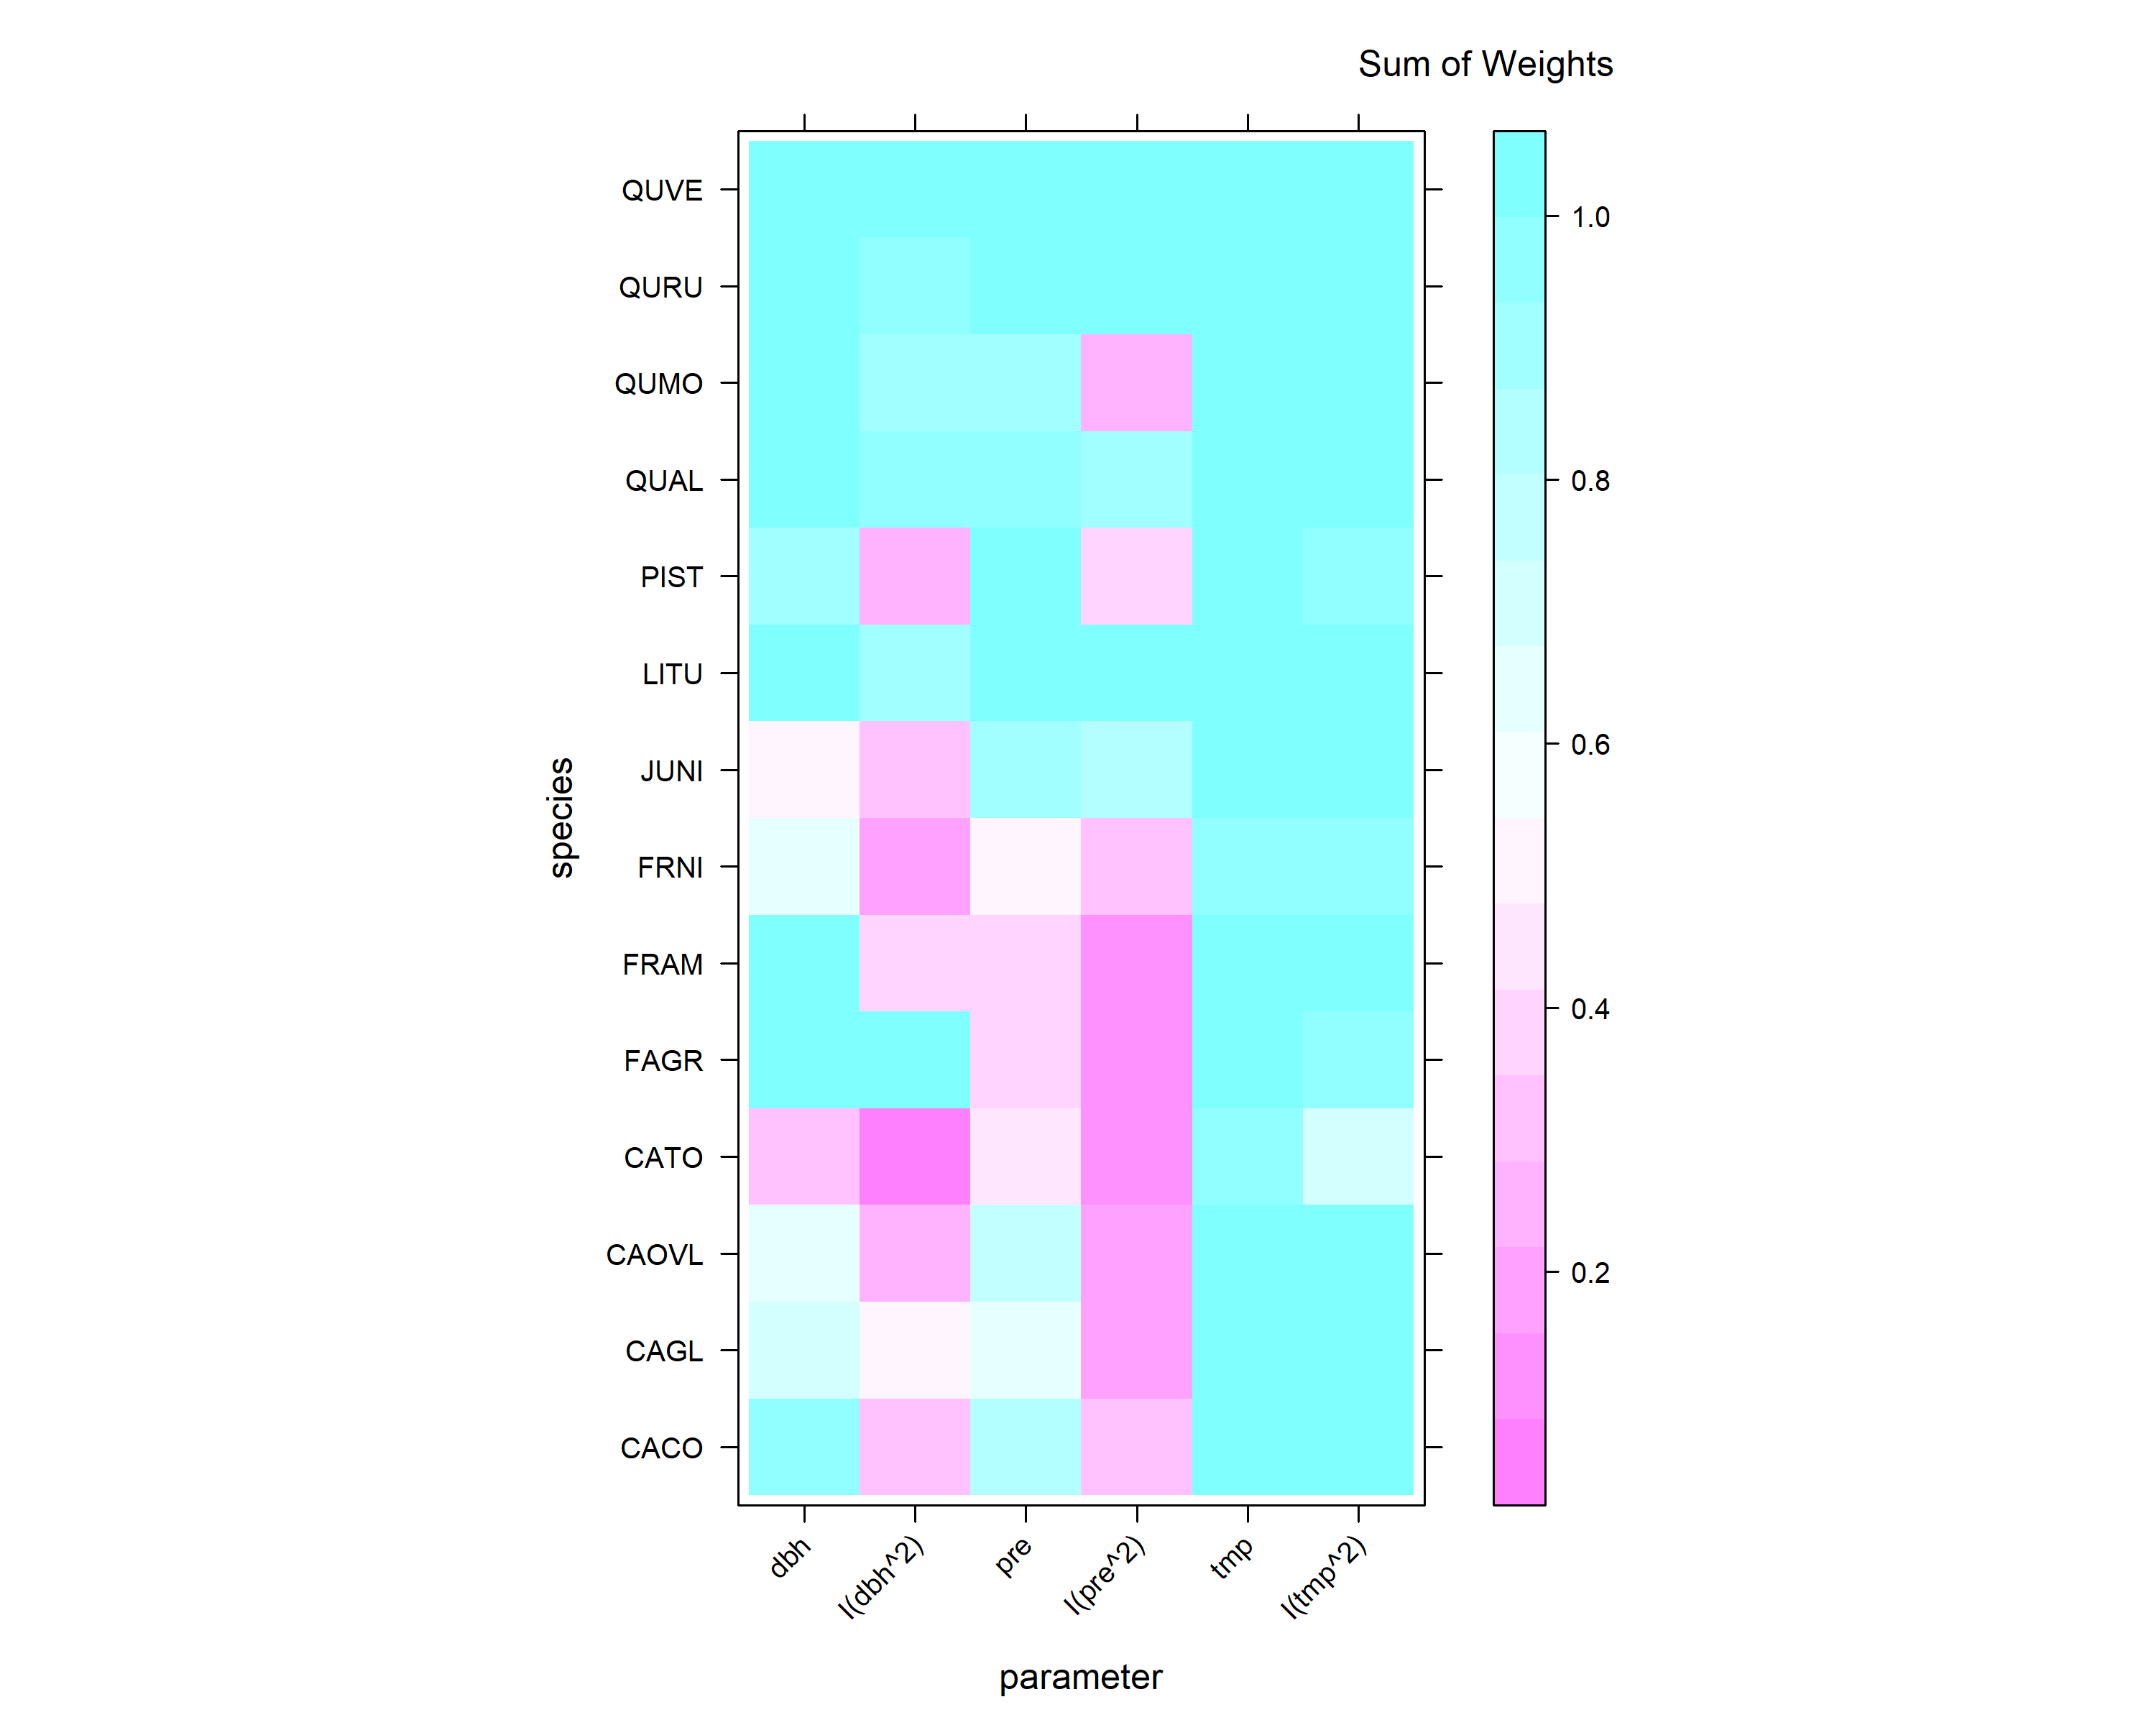 Sum of Weights
QUVE
QURU
QUMO
QUAL
PIST
LITU
JUNI
FRNI
FRAM
FAGR
CATO
CAOVL
CAGL
CACO
species
1.0
0.8
0.6
0.4
0.2
dbh
I(dbh^2)
pre
I(pre^2)
tmp
I(tmp^2)
parameter